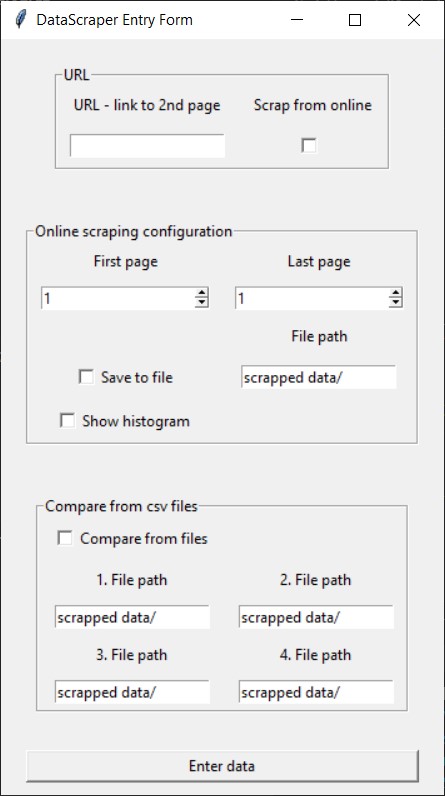 DataScraper Entry Form
URL
URL - link to 2nd page Scrap from online
Online scraping configuration
First page Last page
1 1
File path
Save to file scrapped data/
Show histogram
Compare from csv files
Compare from files
1. File path 2. File path
scrapped data/ scrapped data/
3. File path 4. File path
scrapped data/ scrapped data/
Enter data